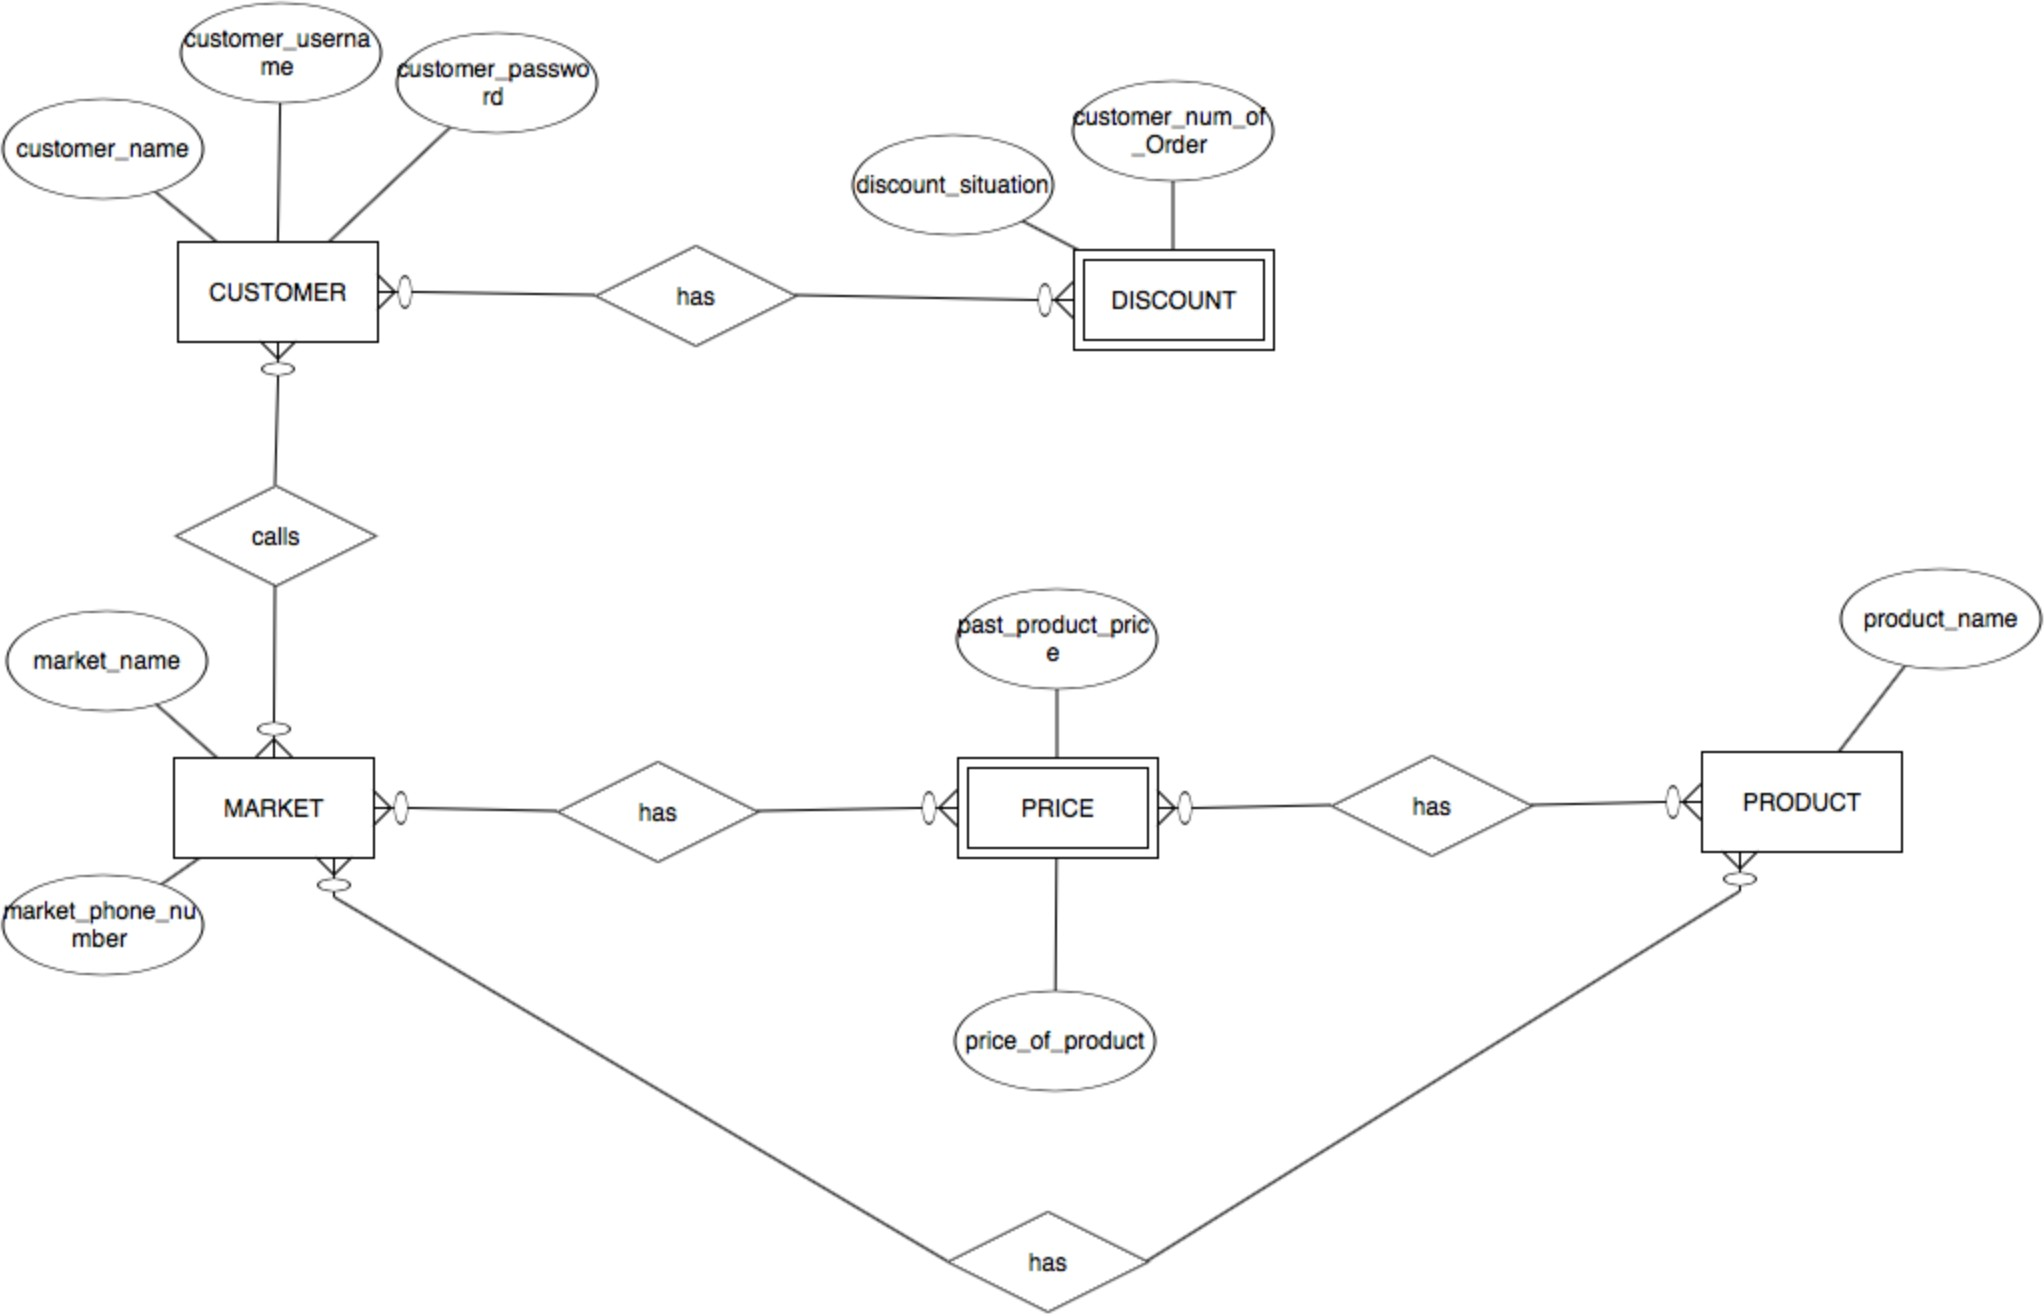 customer_userna
me
customer_passwo
rd
customer_name
customer_num_of
_Order
discount_situation
CUSTOMER
has
DISCOUNT
calls
market_name
past_product_pric
e
product_name
MARKET
has
PRICE
has
PRODUCT
market_phone_nu
mber
price_of_product
has